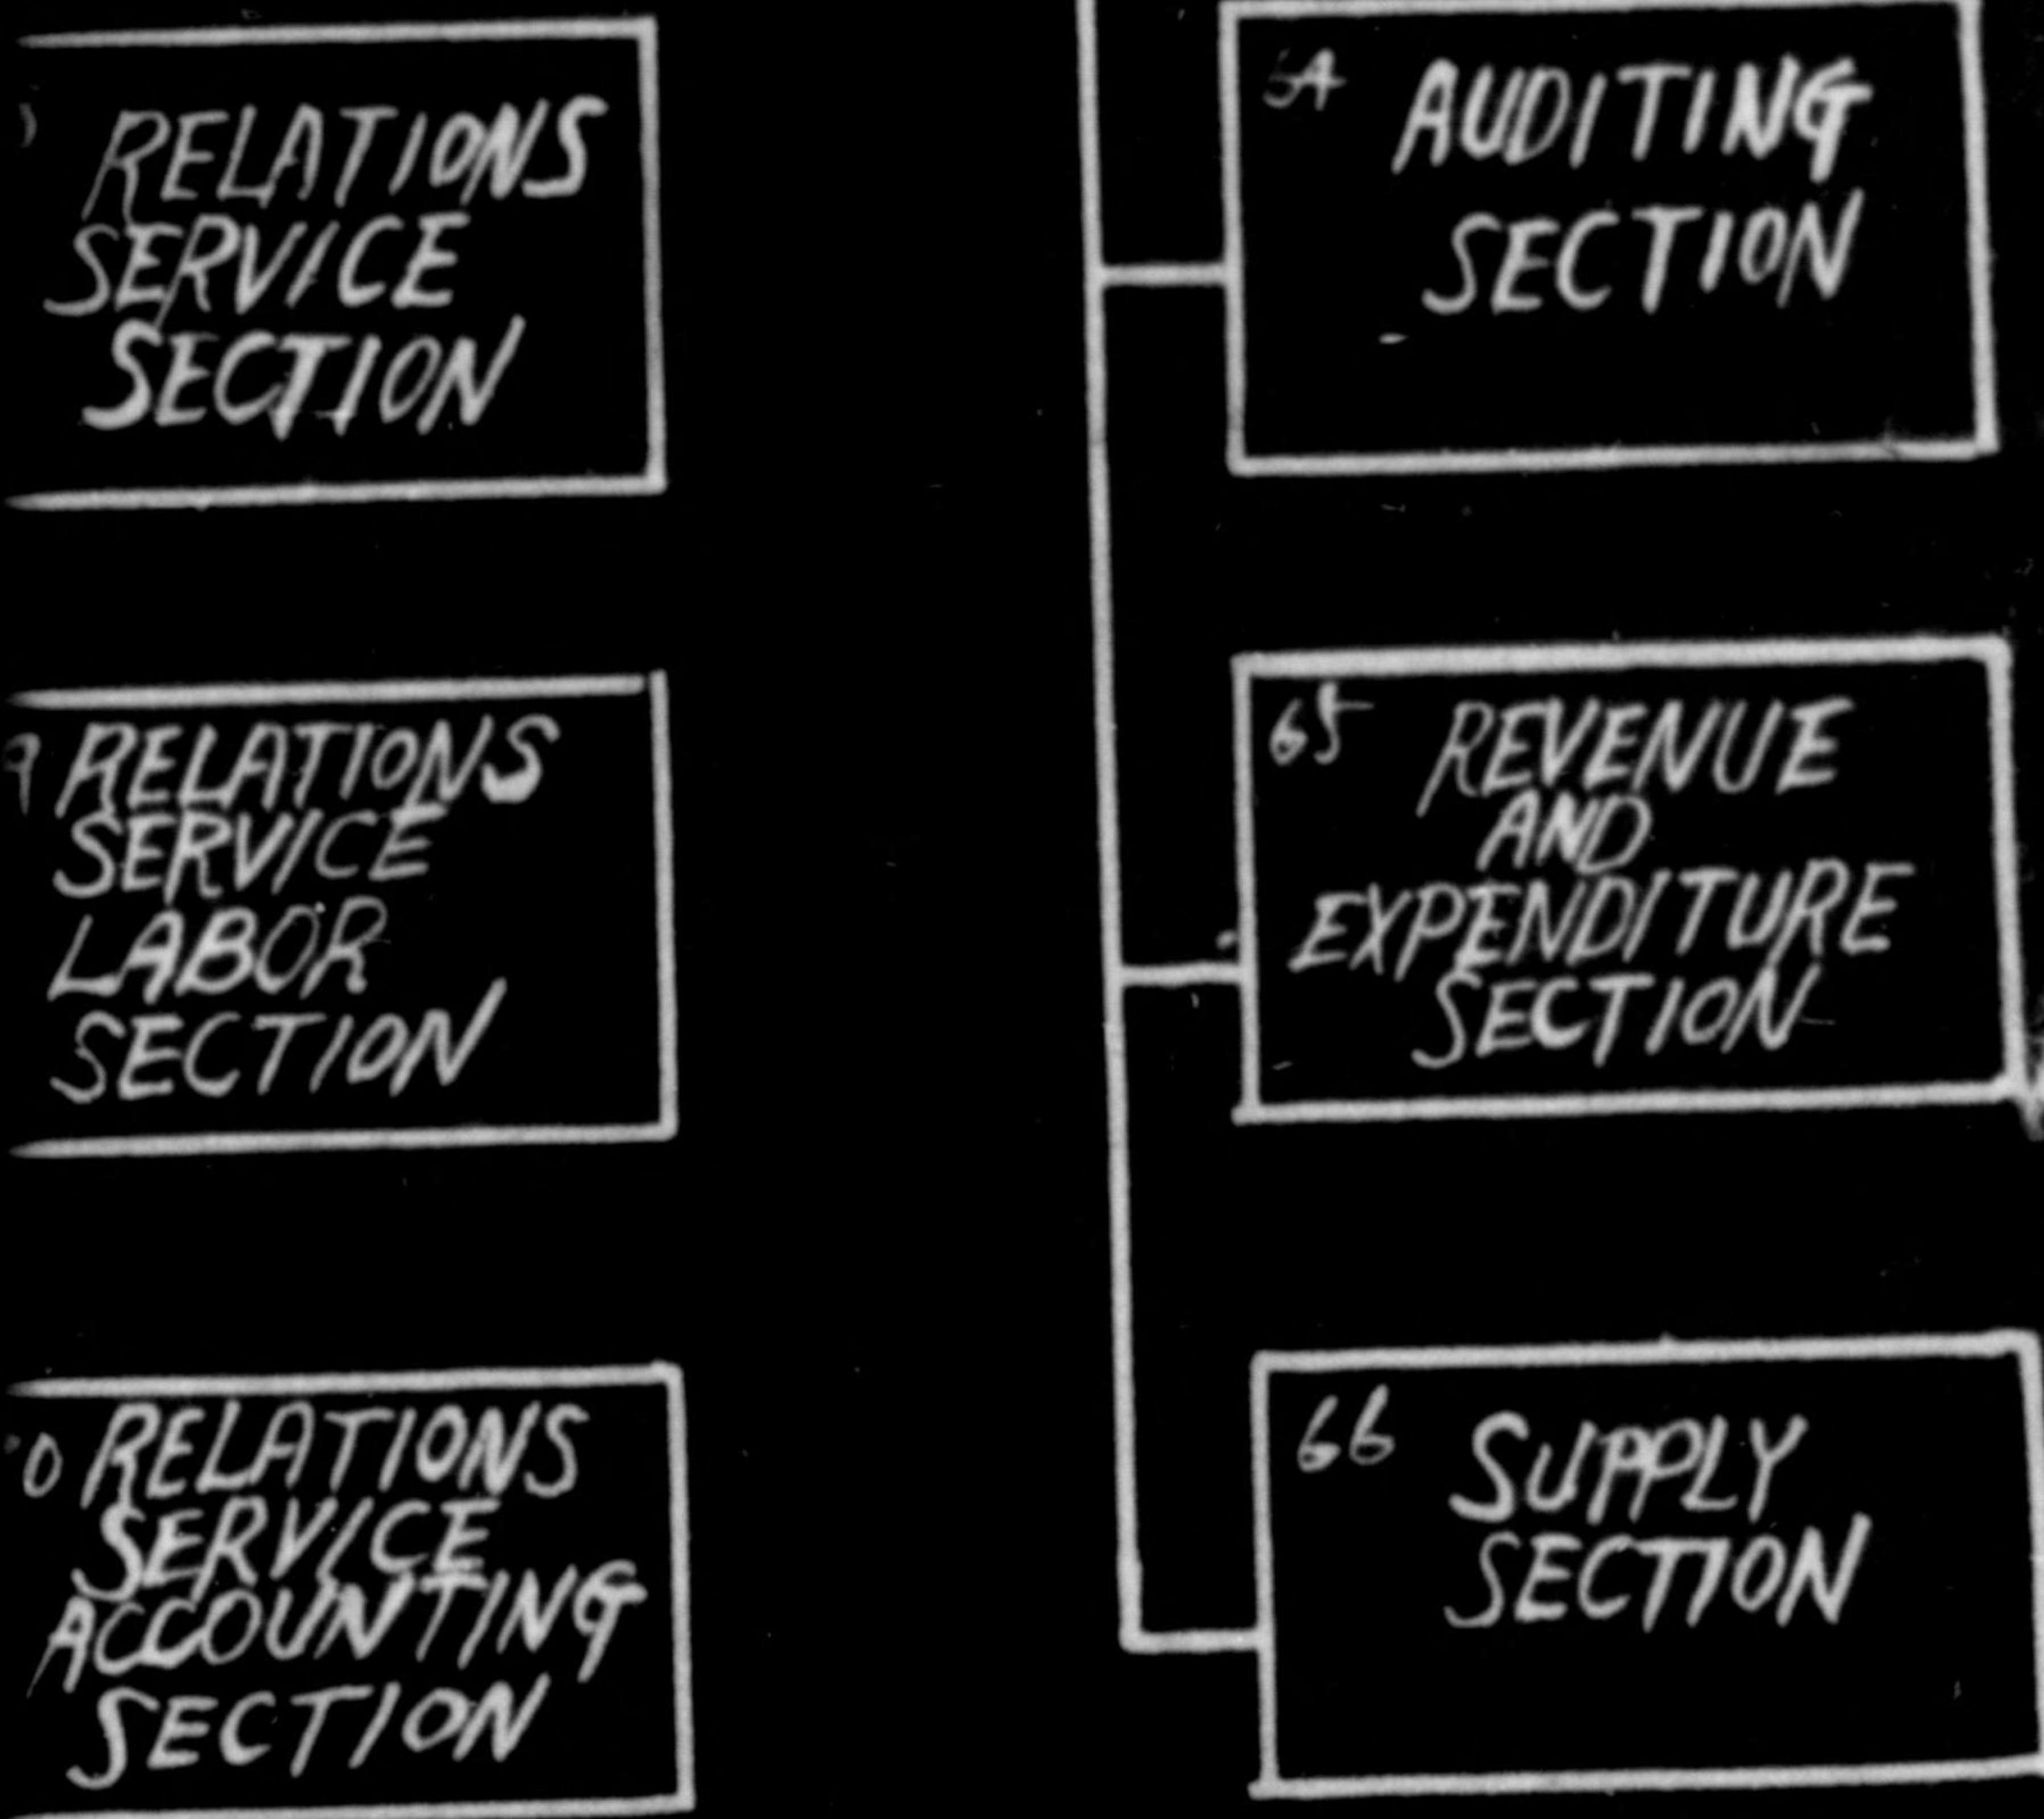 RELATIONS
SERVICE
SECTION
RELATIONS
SERVICE
LABOR
SECTION
RELATIONS
SERVICE
ACCOUNTING
SECTION
AUDITING
SECTION
65 REVENUE
AND
EXPENDITURE
SECTION
66 SUPPLY
SECTION